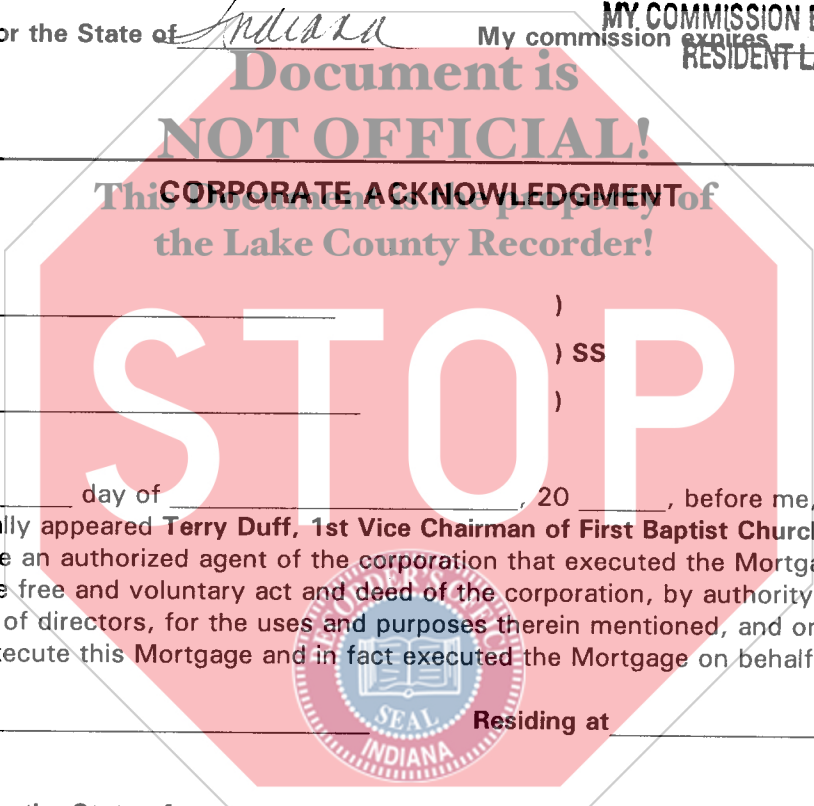 or the State of Indiana My commission expires
MY COMMISSION
RESIDENT
Document is
NOT OFFICIAL!
CORPORATE ACKNOWLEDGMENT
This Document is the property of
the Lake County Recorder!
)
) SS
)
STOP
day of , 20 , before me,
lly appeared Terry Duff, 1st Vice Chairman of First Baptist Church
e an authorized agent of the corporation that executed the Mortga
e free and voluntary act and deed of the corporation, by authority
of directors, for the uses and purposes therein mentioned, and or
ecute this Mortgage and in fact executed the Mortgage on behalf
RECORDER'S OFFICE
SEAL
INDIANA
Residing at